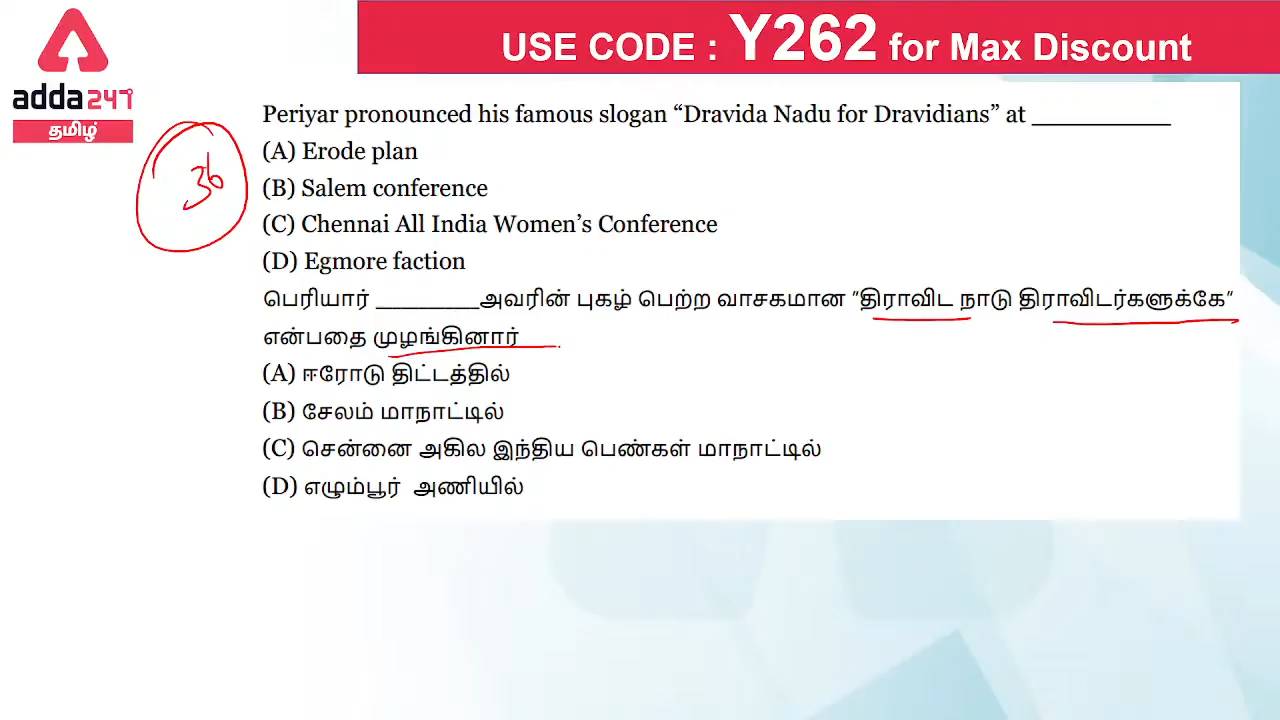 USE CODE : Y262 for Max Discount
adda247
தமிழ்
36
Periyar pronounced his famous slogan “Dravida Nadu for Dravidians” at ___________
(A) Erode plan
(B) Salem conference
(C) Chennai All India Women’s Conference
(D) Egmore faction
பெரியார் _________அவரின் புகழ் பெற்ற வாசகமான "திராவிட நாடு திராவிடர்களுக்கே"
என்பதை முழங்கினார்
(A) ஈரோடு திட்டத்தில்
(B) சேலம் மாநாட்டில்
(C) சென்னை அகில இந்திய பெண்கள் மாநாட்டில்
(D) எழும்பூர் அணியில்